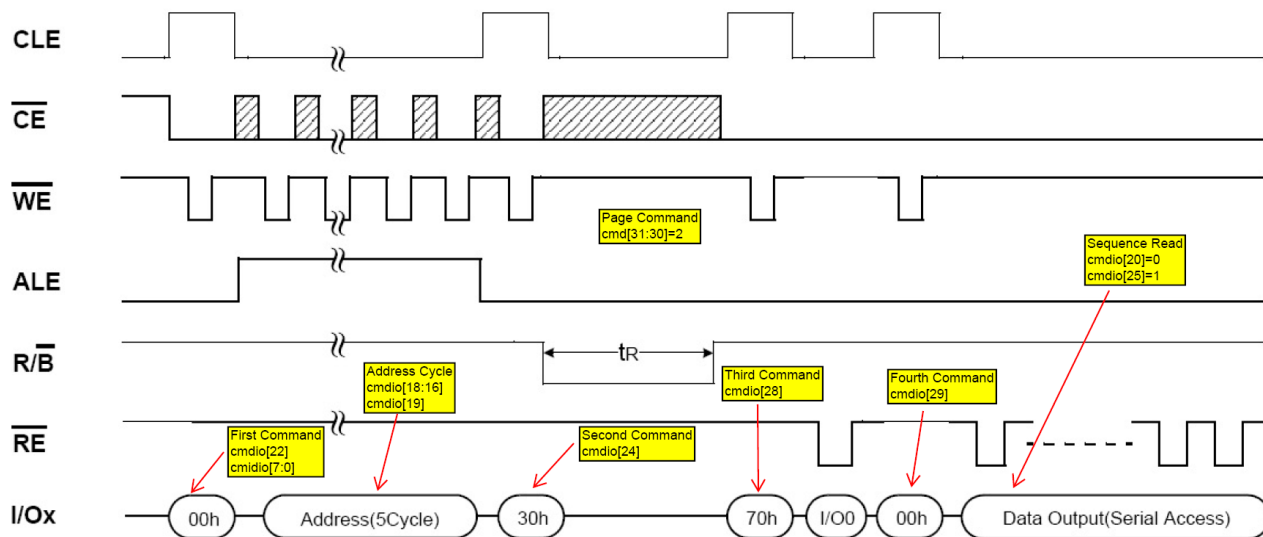 CLE
CE
WE
Page Command
cmd[31:30]=2
Sequence Read
cmdio[20]=0
cmdio[25]=1
ALE
R/B
tR
Address Cycle
cmdio[18:16]
cmdio[19]
Third Command
cmdio[28]
Fourth Command
cmdio[29]
RE
First Command
cmdio[22]
cmidio[7:0]
Second Command
cmdio[24]
I/Ox
00h
Address(5Cycle)
30h
70h
I/O0
00h
Data Output(Serial Access)